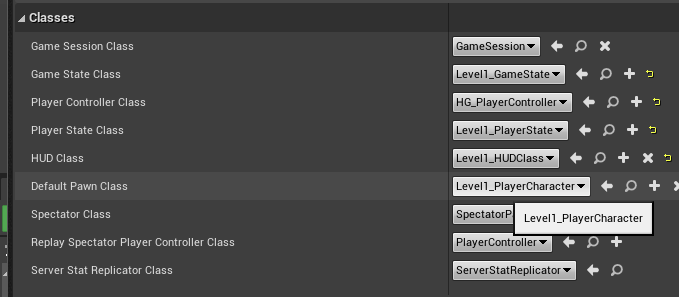 Classes
Game Session Class GameSession
Game State Class Level1_GameState
Player Controller Class HG_PlayerController
Player State Class Level1_PlayerState
HUD Class Level1_HUDClass
Default Pawn Class Level1_PlayerCharacter
Spectator Class
Level1_PlayerCharacter
Replay Spectator Player Controller Class PlayerController
Server Stat Replicator Class ServerStatReplicator